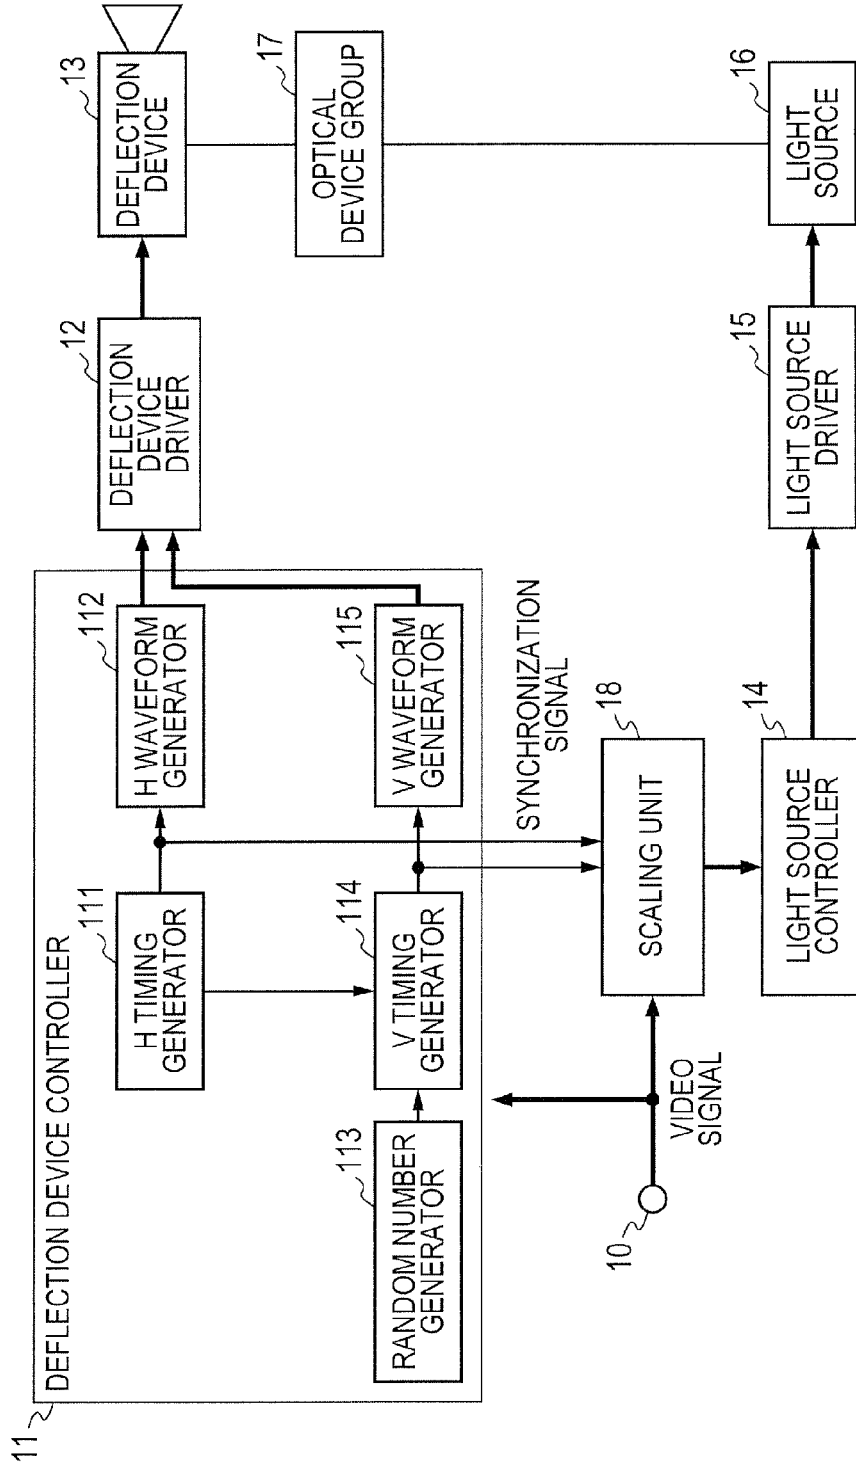 11
DEFLECTION DEVICE CONTROLLER
111
H TIMING
GENERATOR
112
H WAVEFORM
GENERATOR
12
DEFLECTION
DEVICE
DRIVER
13
DEFLECTION
DEVICE
113
RANDOM NUMBER
GENERATOR
114
V TIMING
GENERATOR
115
V WAVEFORM
GENERATOR
17
OPTICAL
DEVICE GROUP
SYNCHRONIZATION
SIGNAL
10
VIDEO
SIGNAL
18
SCALING UNIT
14
LIGHT SOURCE
CONTROLLER
15
LIGHT SOURCE
DRIVER
16
LIGHT
SOURCE